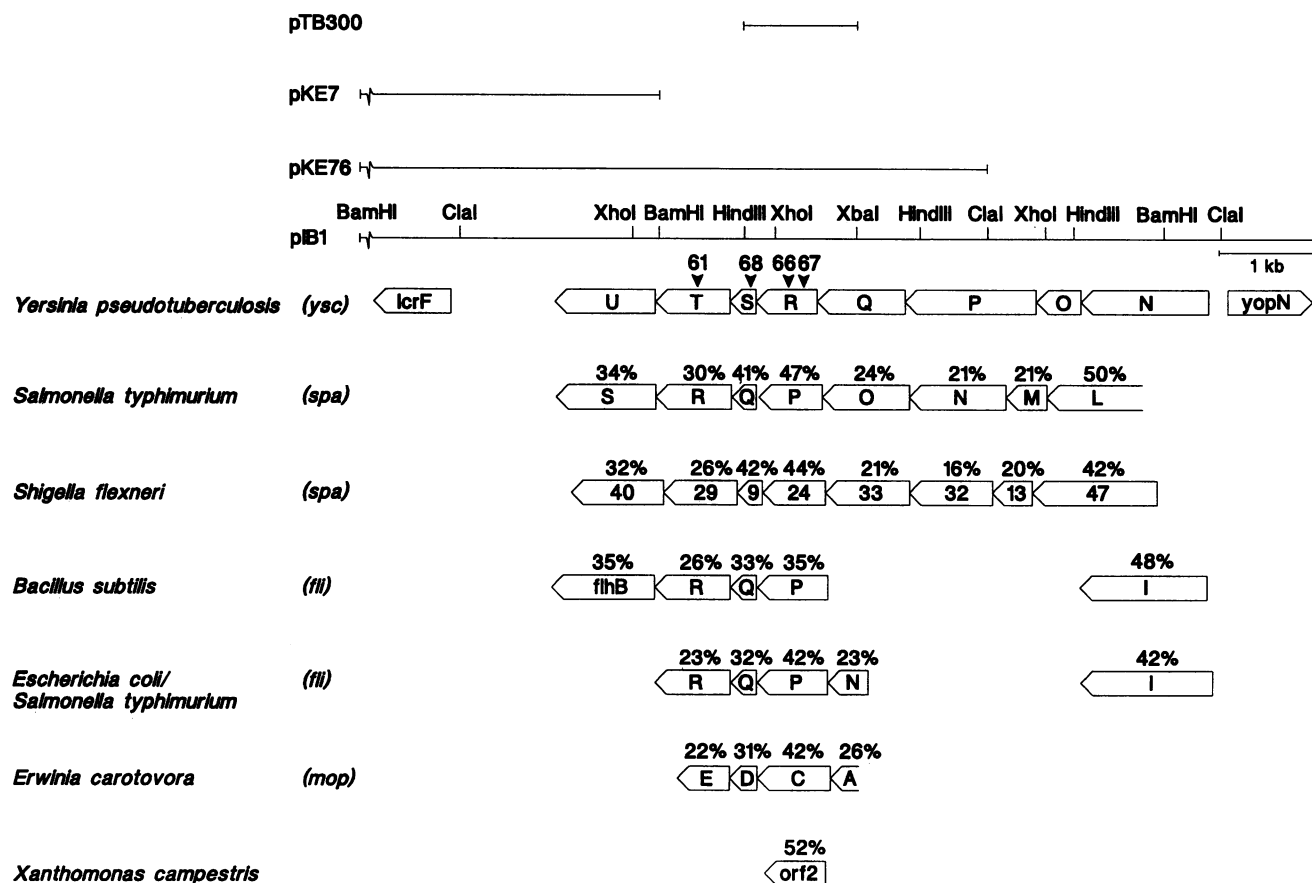 pTB300
pKE7
pKE76
BamHI ClaI XhoI BamHI HindIII XhoI XbaI HindIII ClaI XhoI HindIII BamHI ClaI
pIB1
1 kb
61 68 66 67
Yersinia pseudotuberculosis (ysc) lcrF U T S R Q P O N yopN
34% 30% 41% 47% 24% 21% 21% 50%
Salmonella typhimurium (spa) S R Q P O N M L
32% 26% 42% 44% 21% 16% 20% 42%
Shigella flexneri (spa) 40 29 9 24 33 32 13 47
35% 26% 33% 35% 48%
Bacillus subtilis (fli) flhB R Q P I
23% 32% 42% 23% 42%
Escherichia coli/ (fli) R Q P N I
Salmonella typhimurium
22% 31% 42% 26%
Erwinia carotovora (mop) E D C A
52%
Xanthomonas campestris orf2